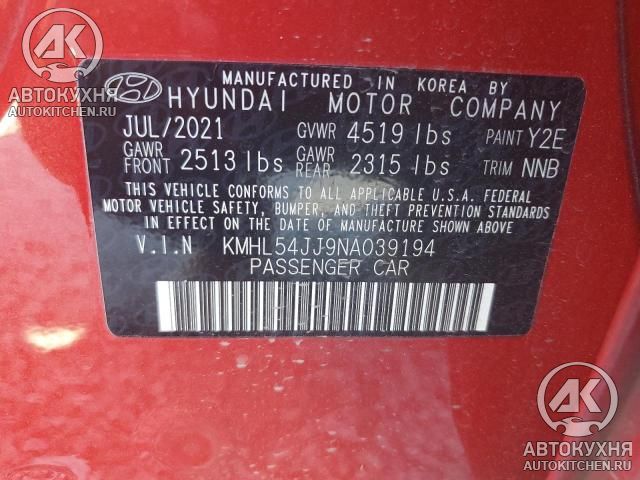 AK
АВТОКУХНЯ
AUTOKITCHEN.RU
MANUFACTURED IN KOREA BY
HYUNDAI MOTOR COMPANY
JUL/2021 GVWR 4519 lbs PAINT Y2E
GAWR FRONT 2513 lbs GAWR REAR 2315 lbs TRIM NNB
THIS VEHICLE CONFORMS TO ALL APPLICABLE U.S.A. FEDERAL
MOTOR VEHICLE SAFETY, BUMPER, AND THEFT PREVENTION STANDARDS
IN EFFECT ON THE DATE OF MANUFACTURE SHOWN ABOVE
V.I.N KMHL54JJ9NA039194
PASSENGER CAR
AK
АВТОКУХНЯ
AUTOKITCHEN.RU